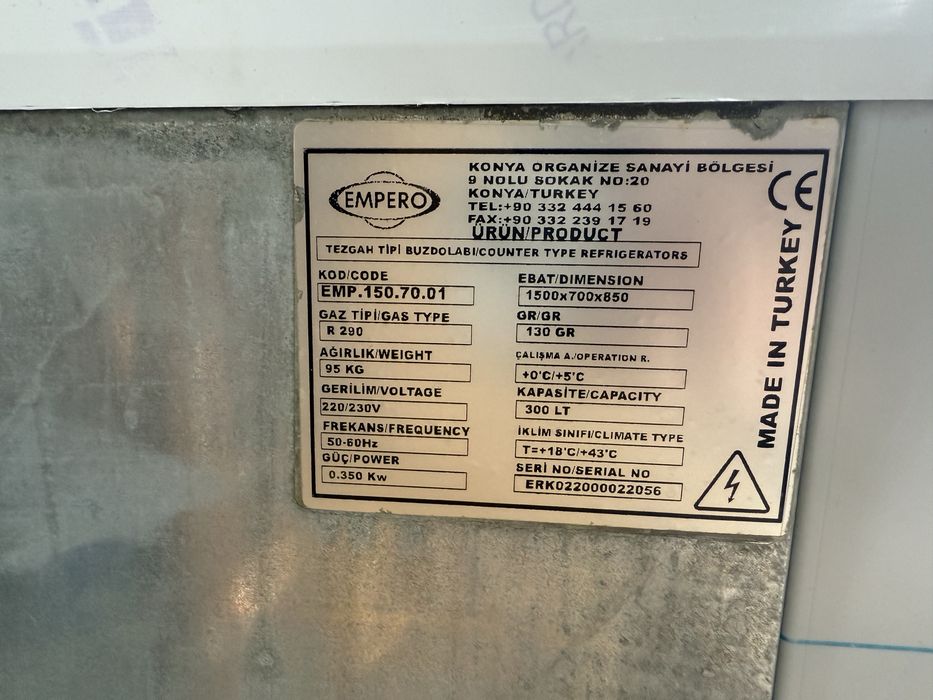 EMPERO
KONYA ORGANIZE SANAYİ BÖLGESİ
9 NOLU SOKAK NO:20
KONYA/TURKEY
TEL:+90 332 444 15 60
FAX:+90 332 239 17 19
CE
ÜRÜN/PRODUCT
TEZGAH TİPİ BUZDOLABI/COUNTER TYPE REFRIGERATORS
KOD/CODE
EMP.150.70.01
EBAT/DIMENSION
1500x700x850
GAZ TİPİ/GAS TYPE
R 290
GR/GR
130 GR
AĞIRLIK/WEIGHT
95 KG
ÇALIŞMA A./OPERATION R.
+0'C/+5'C
GERİLİM/VOLTAGE
220/230V
KAPASİTE/CAPACITY
300 LT
FREKANS/FREQUENCY
50-60Hz
İKLİM SINIFI/CLIMATE TYPE
T=+18'C/+43'C
GÜÇ/POWER
0.350 Kw
SERİ NO/SERIAL NO
ERK022000022056
MADE IN TURKEY